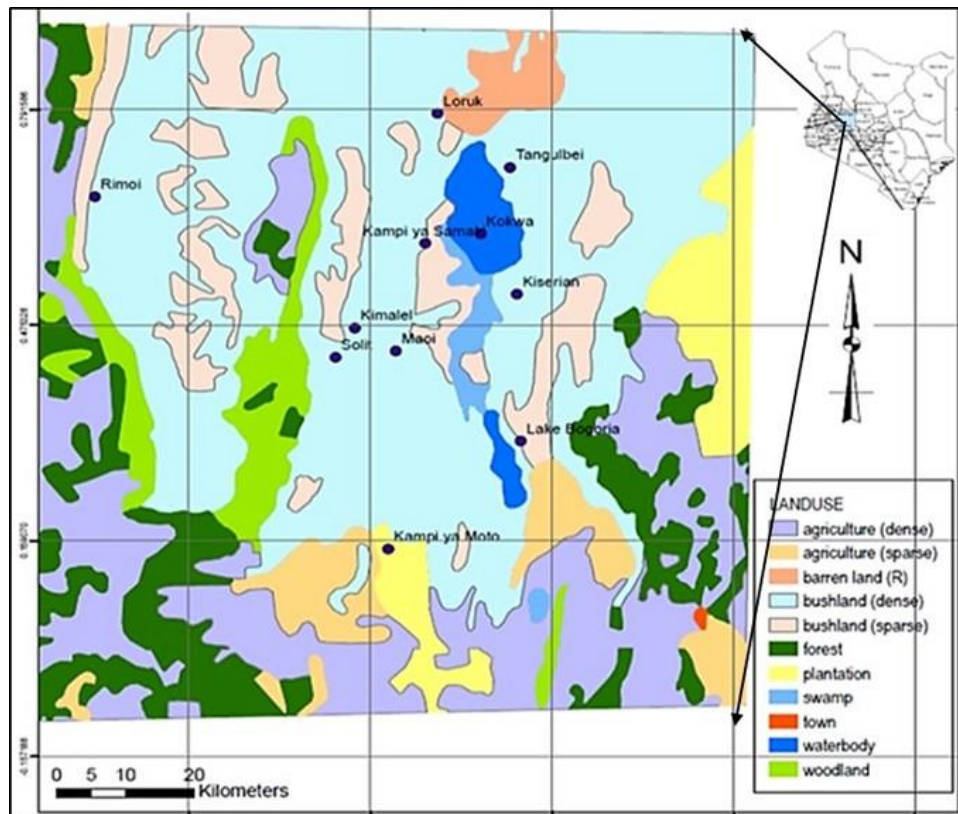 Loruk
Tangulbei
Rimoi
Kokwa
Kampi ya Samaki
Kiserian
Kimalel
Solit
Maoi
Lake Bogoria
Kampi ya Moto
N
LANDUSE
agriculture (dense)
agriculture (sparse)
barren land (R)
bushland (dense)
bushland (sparse)
forest
plantation
swamp
town
waterbody
woodland
0 5 10 20
Kilometers